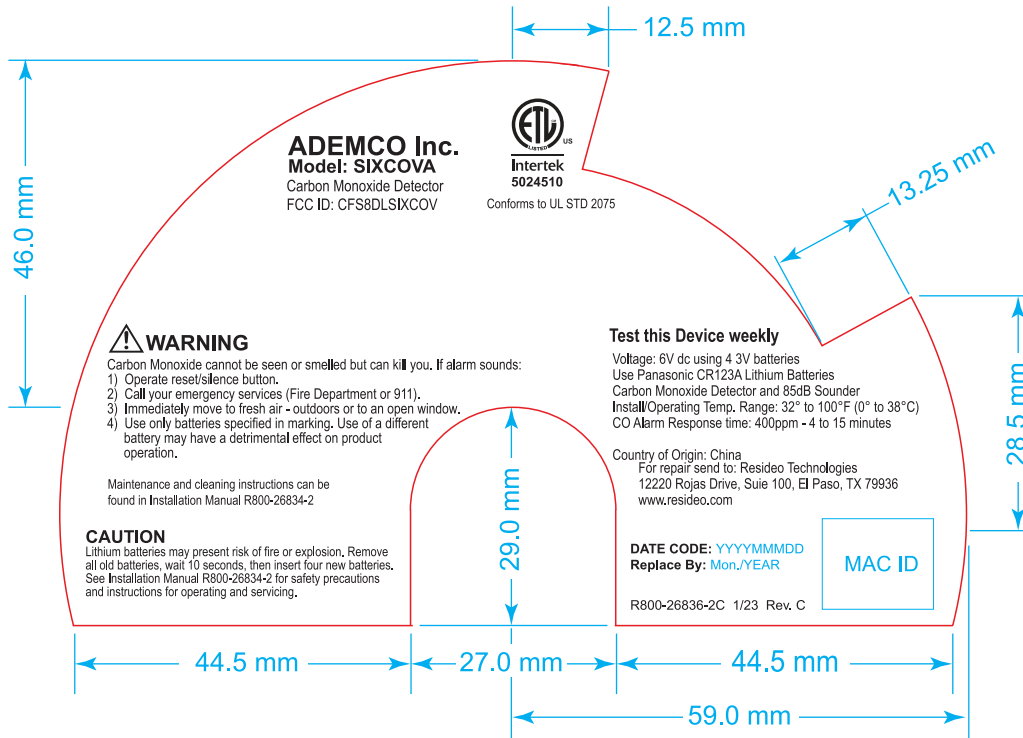 12.5 mm
46.0 mm
ETL
LISTED
US
Intertek
5024510
Conforms to UL STD 2075
ADEMCO Inc.
Model: SIXCOVA
Carbon Monoxide Detector
FCC ID: CFS8DLSIXCOV
13.25 mm
WARNING
Carbon Monoxide cannot be seen or smelled but can kill you. If alarm sounds:
1) Operate reset/silence button.
2) Call your emergency services (Fire Department or 911).
3) Immediately move to fresh air - outdoors or to an open window.
4) Use only batteries specified in marking. Use of a different
battery may have a detrimental effect on product
operation.
Maintenance and cleaning instructions can be
found in Installation Manual R800-26834-2
CAUTION
Lithium batteries may present risk of fire or explosion. Remove
all old batteries, wait 10 seconds, then insert four new batteries.
See Installation Manual R800-26834-2 for safety precautions
and instructions for operating and servicing.
29.0 mm
Test this Device weekly
Voltage: 6V dc using 4 3V batteries
Use Panasonic CR123A Lithium Batteries
Carbon Monoxide Detector and 85dB Sounder
Install/Operating Temp. Range: 32° to 100°F (0° to 38°C)
CO Alarm Response time: 400ppm - 4 to 15 minutes
Country of Origin: China
For repair send to: Resideo Technologies
12220 Rojas Drive, Suie 100, El Paso, TX 79936
www.resideo.com
DATE CODE: YYYYMMMDD
Replace By: Mon./YEAR
MAC ID
R800-26836-2C 1/23 Rev. C
28.5 mm
44.5 mm
27.0 mm
44.5 mm
59.0 mm